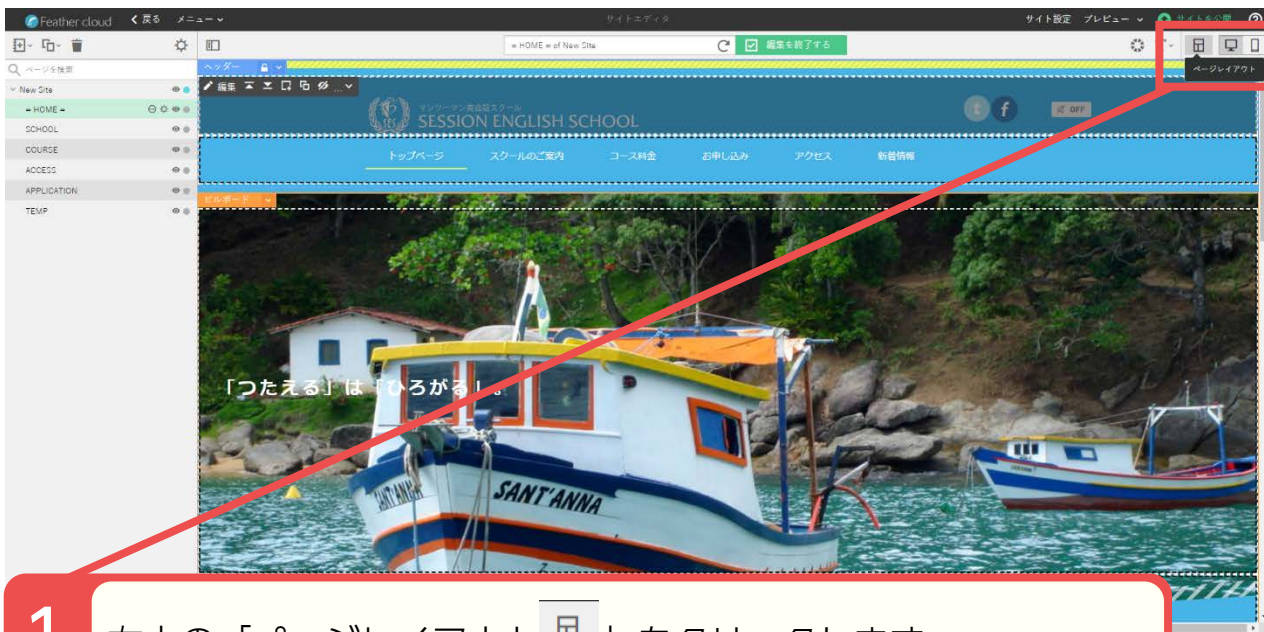 Feather cloud く 戻る メニュー サイトエディタ サイト設定 プレビュー サイトを公開
= HOME = of New Site 編集を終了する
ページを検索 ヘッダー ページレイアウト
New Site 編集 ...
= HOME =
SCHOOL
COURSE
ACCESS
APPLICATION
TEMP
マンツーマン英会話スクール
SES SESSION ENGLISH SCHOOL t f OFF
トップページ スクールのご案内 コース料金 お申し込み アクセス 新着情報
ビルボード
「つたえる」は「ひろがる」。
SANT'ANNA SANT'ANNA
1 右上の「ページレイアウト」をクリックします